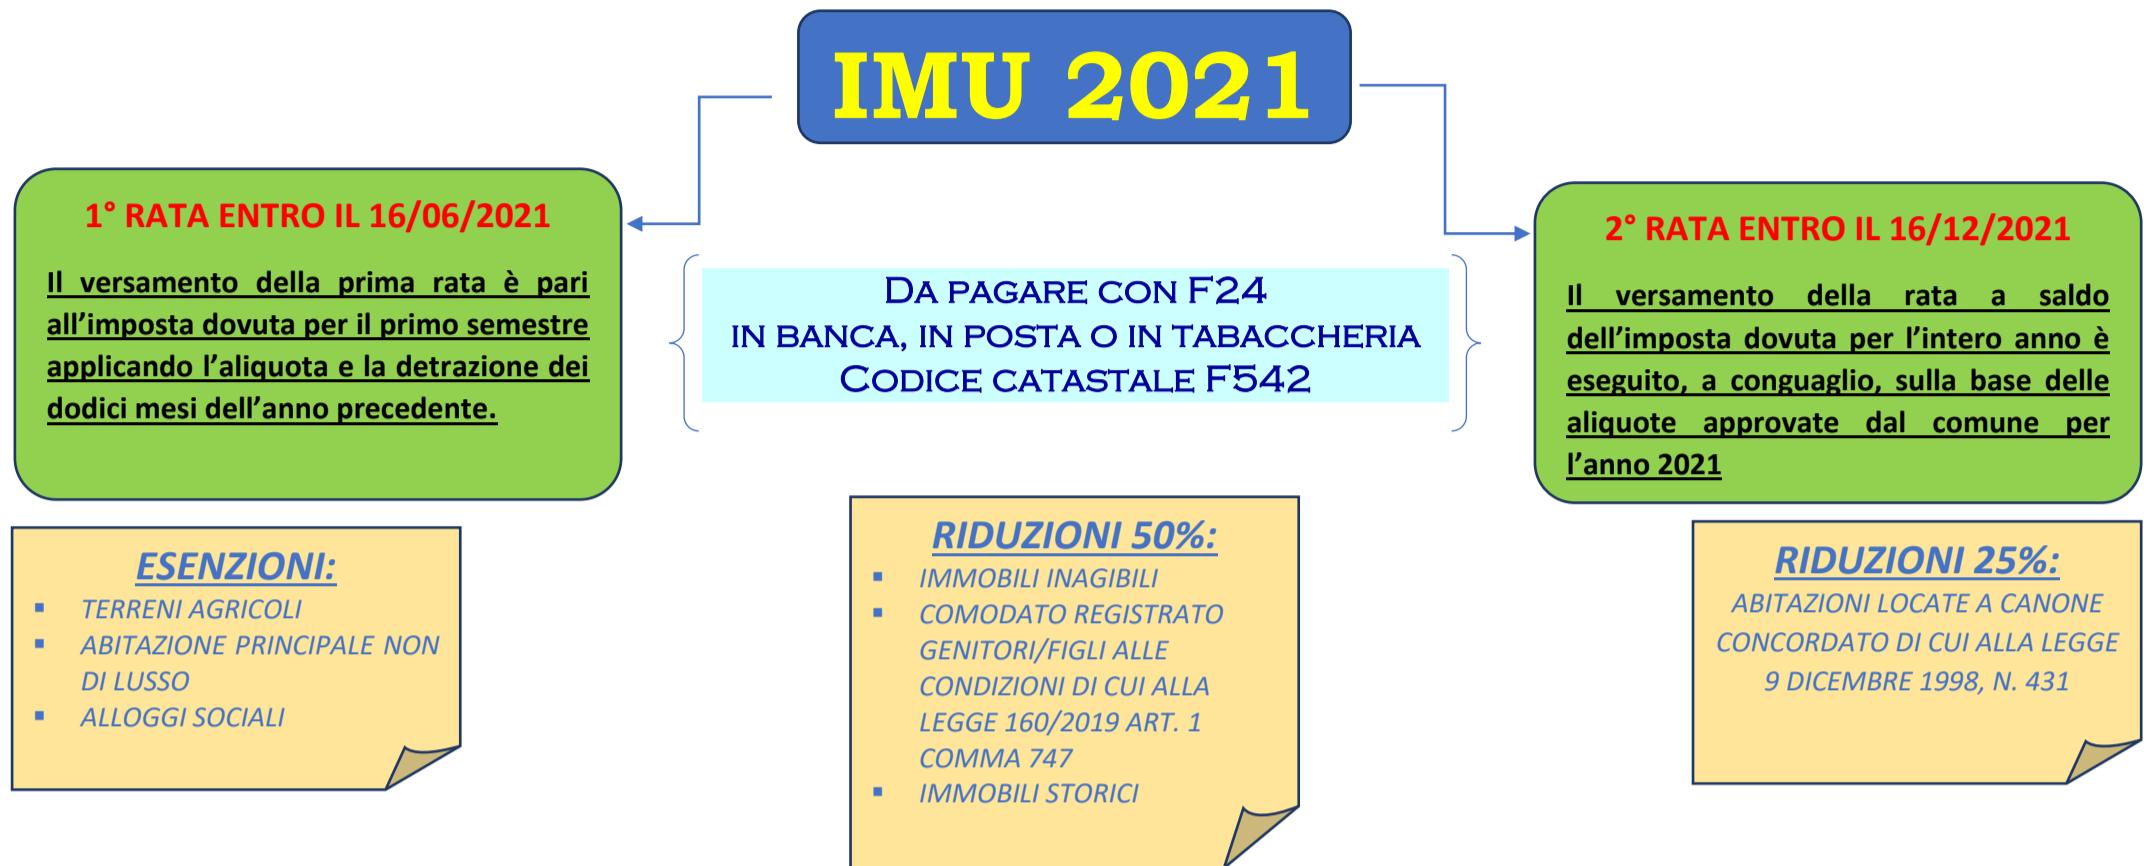 IMU 2021
1° RATA ENTRO IL 16/06/2021
Il versamento della prima rata è pari
all’imposta dovuta per il primo semestre
applicando l’aliquota e la detrazione dei
dodici mesi dell’anno precedente.
DA PAGARE CON F24
IN BANCA, IN POSTA O IN TABACCHERIA
CODICE CATASTALE F542
2° RATA ENTRO IL 16/12/2021
Il versamento della rata a saldo
dell’imposta dovuta per l’intero anno è
eseguito, a conguaglio, sulla base delle
aliquote approvate dal comune per
l’anno 2021
ESENZIONI:
▪ TERRENI AGRICOLI
▪ ABITAZIONE PRINCIPALE NON
DI LUSSO
▪ ALLOGGI SOCIALI
RIDUZIONI 50%:
▪ IMMOBILI INAGIBILI
▪ COMODATO REGISTRATO
GENITORI/FIGLI ALLE
CONDIZIONI DI CUI ALLA
LEGGE 160/2019 ART. 1
COMMA 747
▪ IMMOBILI STORICI
RIDUZIONI 25%:
ABITAZIONI LOCATE A CANONE
CONCORDATO DI CUI ALLA LEGGE
9 DICEMBRE 1998, N. 431